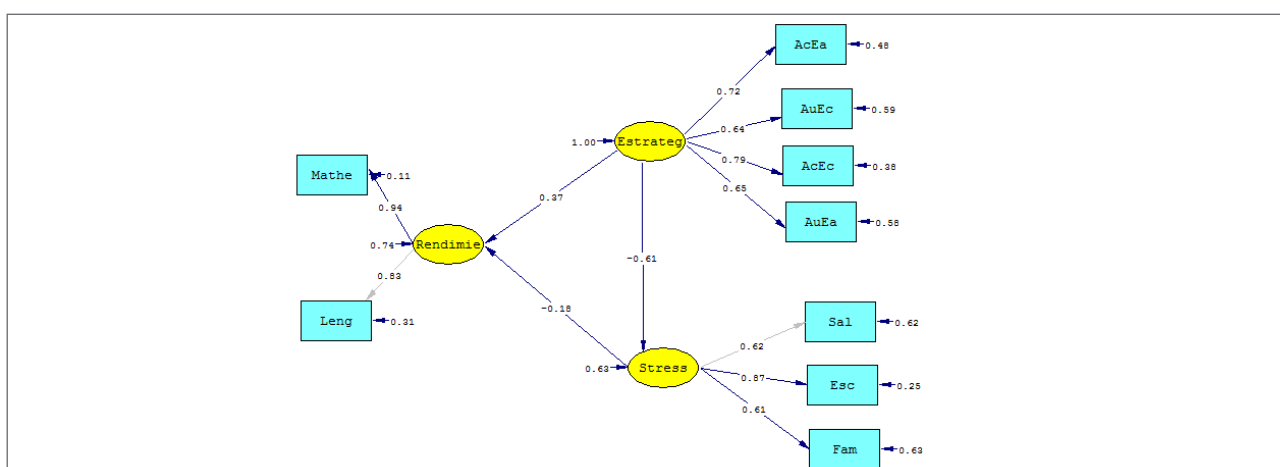 AcEa
0.48
0.72
AuEc
0.59
1.00
Estrateg
0.64
0.79
AcEc
0.38
Mathe
0.11
0.65
0.94
0.37
AuEa
0.58
0.74
Rendimie
-0.61
0.83
-0.18
Leng
0.31
Sal
0.62
0.62
0.63
Stress
0.87
Esc
0.25
0.61
Fam
0.63